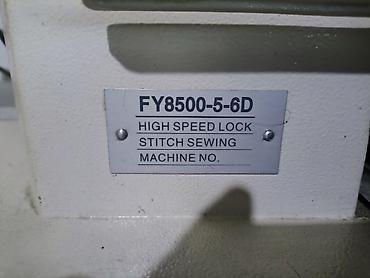 FY8500-5-6D
HIGH SPEED LOCK
STITCH SEWING
MACHINE NO.